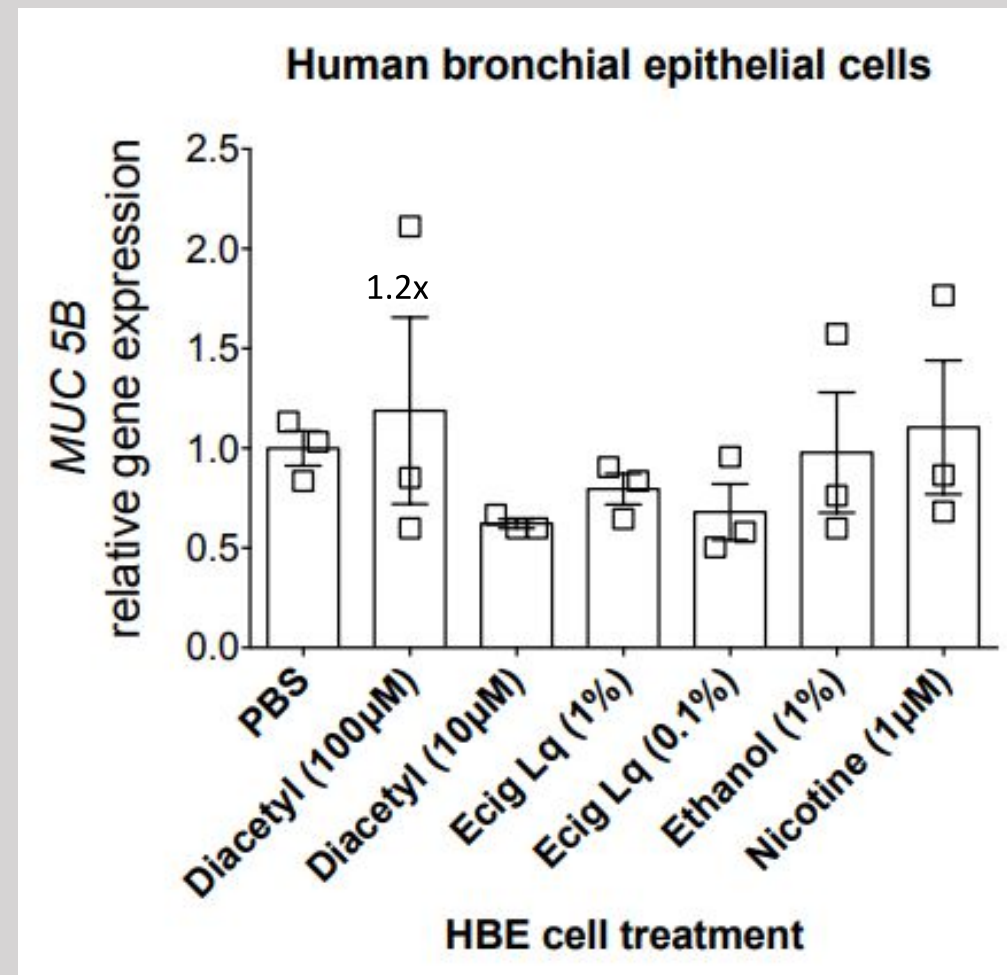 Human bronchial epithelial cells
MUC 5B
relative gene expression
2.5
2.0
1.5
1.0
0.5
0.0
1.2x
PBS
Diacetyl (100µM)
Diacetyl (10µM)
Ecig Lq (1%)
Ecig Lq (0.1%)
Ethanol (1%)
Nicotine (1µM)
HBE cell treatment